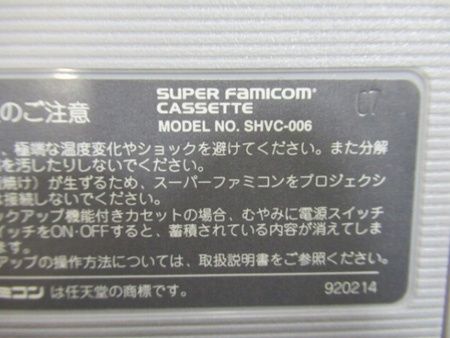 SUPER FAMICOM®
CASSETTE
のご注意 MODEL NO. SHVC-006
07
、極端な温度変化やショックを避けてください。また分解
を汚したりしないでください。
焼け）が生ずるため、スーパーファミコンをプロジェクシ
接続しないでください。
ックアップ機能付きカセットの場合、むやみに電源スイッチ
イッチをON・OFFすると、蓄積されている内容が消えてしま
ます。
アップの操作方法については、取扱説明書をご参照ください。
ミコンは任天堂の商標です。 920214